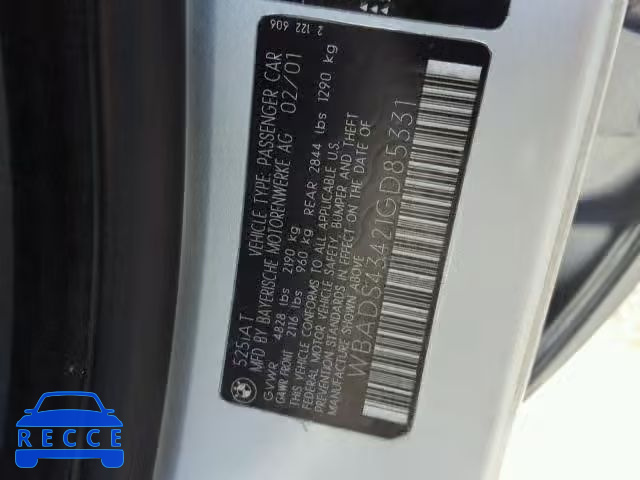 2 122 606
525iAT VEHICLE TYPE: PASSENGER CAR
MFD BY BAYERISCHE MOTORENWERKE AG 02/01
GVWR 4828 lbs 2190 kg
GAWR FRONT 2116 lbs 960 kg REAR 2844 lbs 1290 kg
THIS VEHICLE CONFORMS TO ALL APPLICABLE U.S.
FEDERAL MOTOR VEHICLE SAFETY, BUMPER AND THEFT
PREVENTION STANDARDS IN EFFECT ON THE DATE OF
MANUFACTURE SHOWN ABOVE
WBADS43421GD85331
RECCE